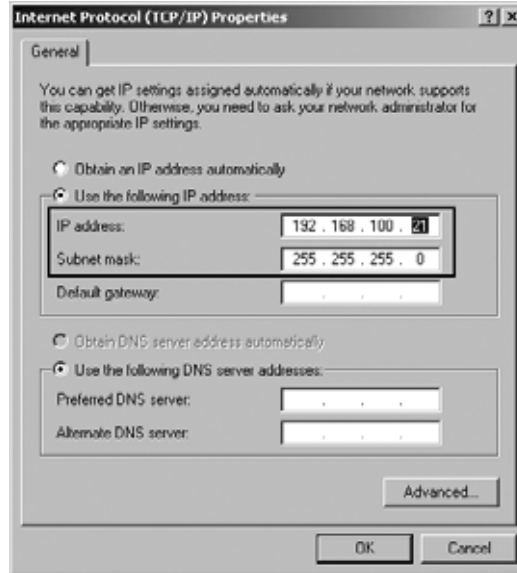 Internet Protocol (TCP/IP) Properties
General
You can get IP settings assigned automatically if your network supports
this capability. Otherwise, you need to ask your network administrator for
the appropriate IP settings.
Obtain an IP address automatically
Use the following IP address:
IP address: 192 . 168 . 100 . 21
Subnet mask: 255 . 255 . 255 . 0
Default gateway: . . .
Obtain DNS server address automatically
Use the following DNS server addresses:
Preferred DNS server: . . .
Alternate DNS server: . . .
Advanced...
OK Cancel